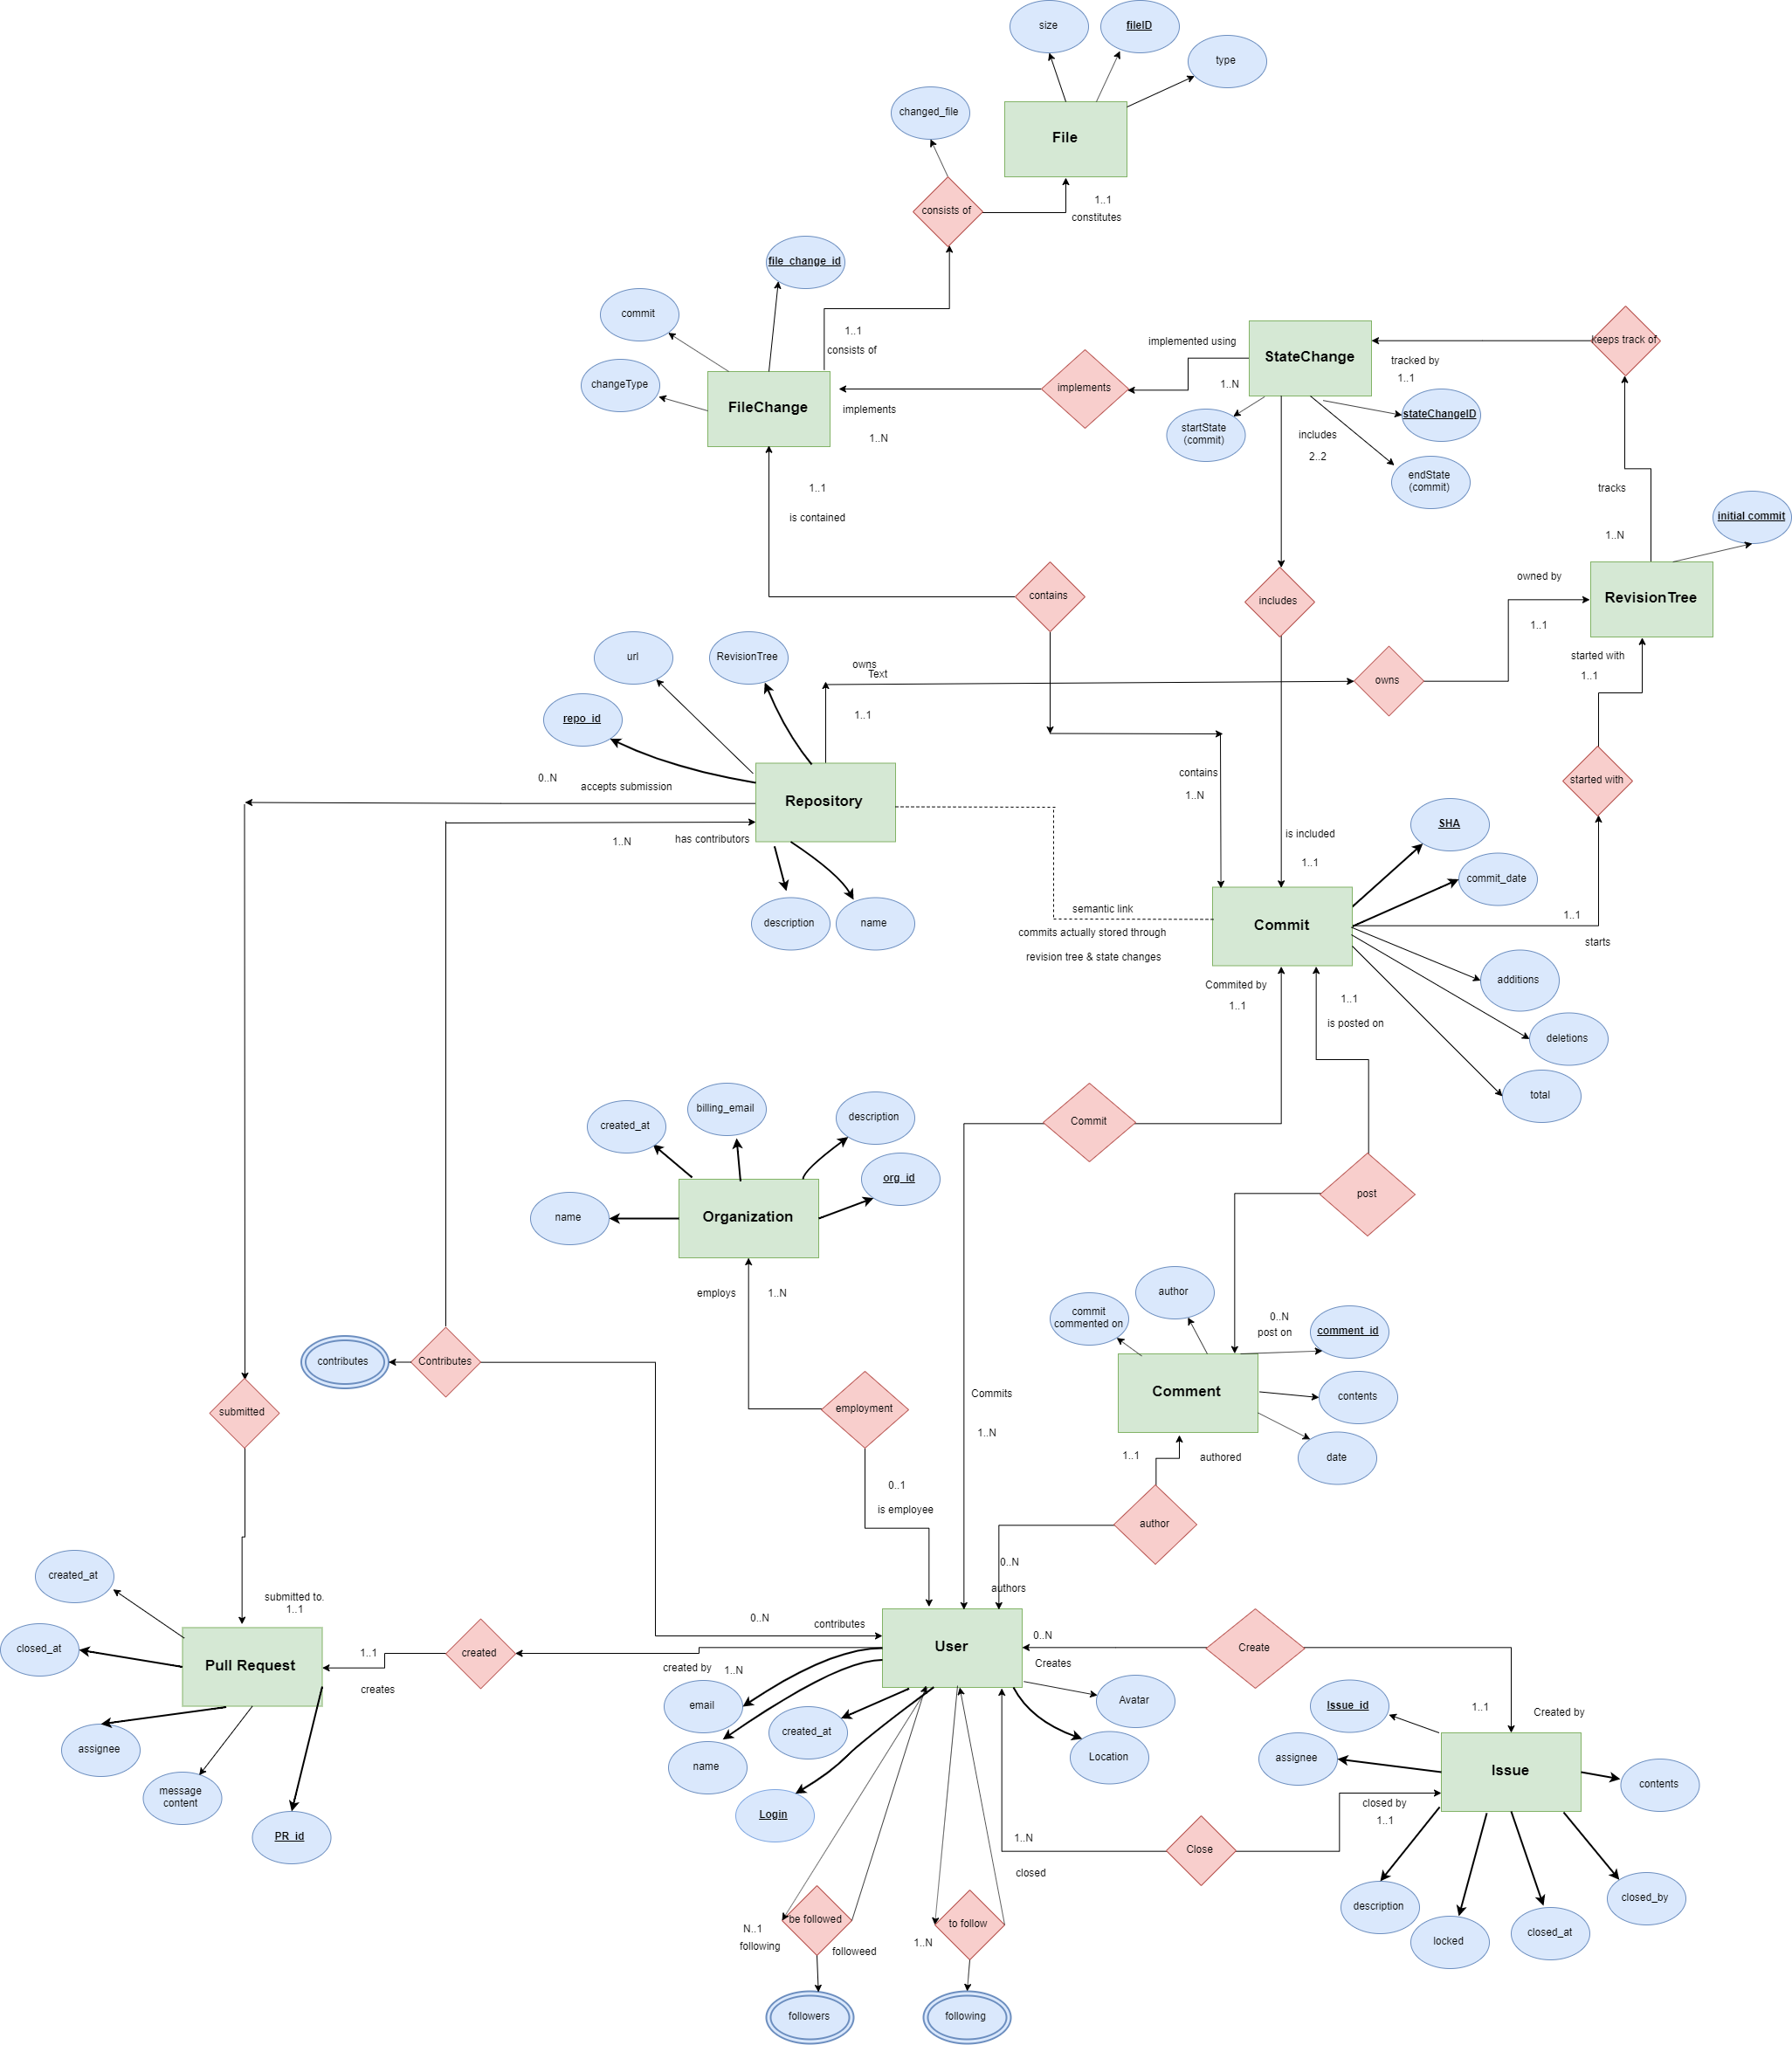 size
fileID
type
changed_file
File
consists of
1..1
constitutes
file_change_id
commit
1..1
consists of
changeType
FileChange
implements
1..N
implements
implemented using
1..N
StateChange
keeps track of
tracked by
1..1
stateChangeID
startState
(commit)
includes
2..2
endState
(commit)
tracks
1..N
initial commit
1..1
is contained
contains
includes
owned by
1..1
RevisionTree
started with
1..1
url
RevisionTree
owns
Text
1..1
owns
repo_id
0..N
accepts submission
Repository
1..N
has contributors
contains
1..N
started with
is included
1..1
SHA
commit_date
description
name
semantic link
commits actually stored through
revision tree & state changes
Commit
1..1
starts
additions
deletions
total
Commited by
1..1
1..1
is posted on
created_at
billing_email
description
org_id
name
Organization
Commit
post
employs
1..N
author
commit
commented on
0..N
post on
comment_id
contributes
Contributes
submitted
employment
Commits
1..N
Comment
contents
date
1..1
authored
0..1
is employee
author
0..N
authors
created_at
closed_at
submitted to.
1..1
Pull Request
1..1
creates
created
0..N
contributes
created by
1..N
User
0..N
Creates
Create
email
created_at
name
Login
Avatar
Location
assignee
message
content
PR_id
1..1
Created by
Issue_id
assignee
Issue
contents
closed by
1..1
1..N
closed
Close
description
locked
closed_at
closed_by
be followed
N..1
following
followeed
to follow
1..N
followers
following